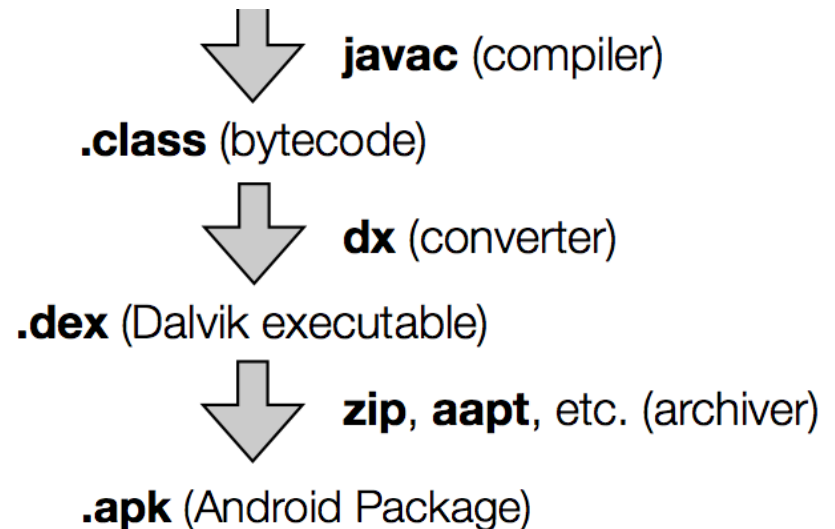 javac (compiler)
.class (bytecode)
dx (converter)
.dex (Dalvik executable)
zip, aapt, etc. (archiver)
.apk (Android Package)